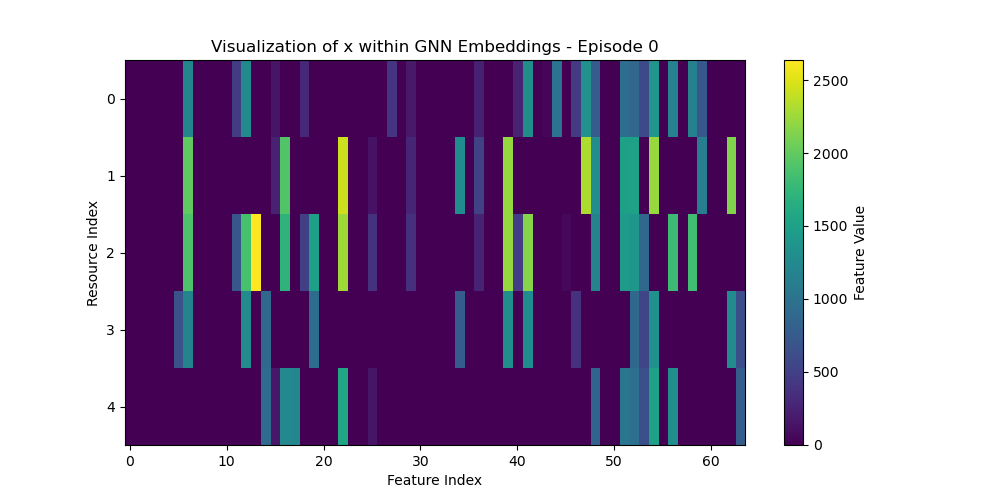 Visualization of x within GNN Embeddings - Episode 0
Resource Index
0
1
2
3
4
0 10 20 30 40 50 60
Feature Index
2500
2000
1500
1000
500
0
Feature Value